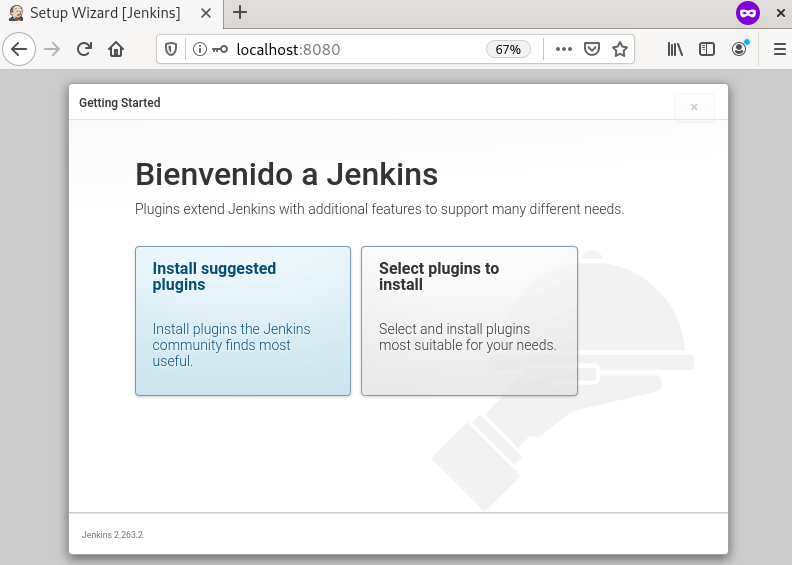 Setup Wizard [Jenkins]
localhost:8080
67%
Getting Started
Bienvenido a Jenkins
Plugins extend Jenkins with additional features to support many different needs.
Install suggested
plugins
Install plugins the Jenkins
community finds most
useful.
Select plugins to
install
Select and install plugins
most suitable for your needs.
Jenkins 2.263.2